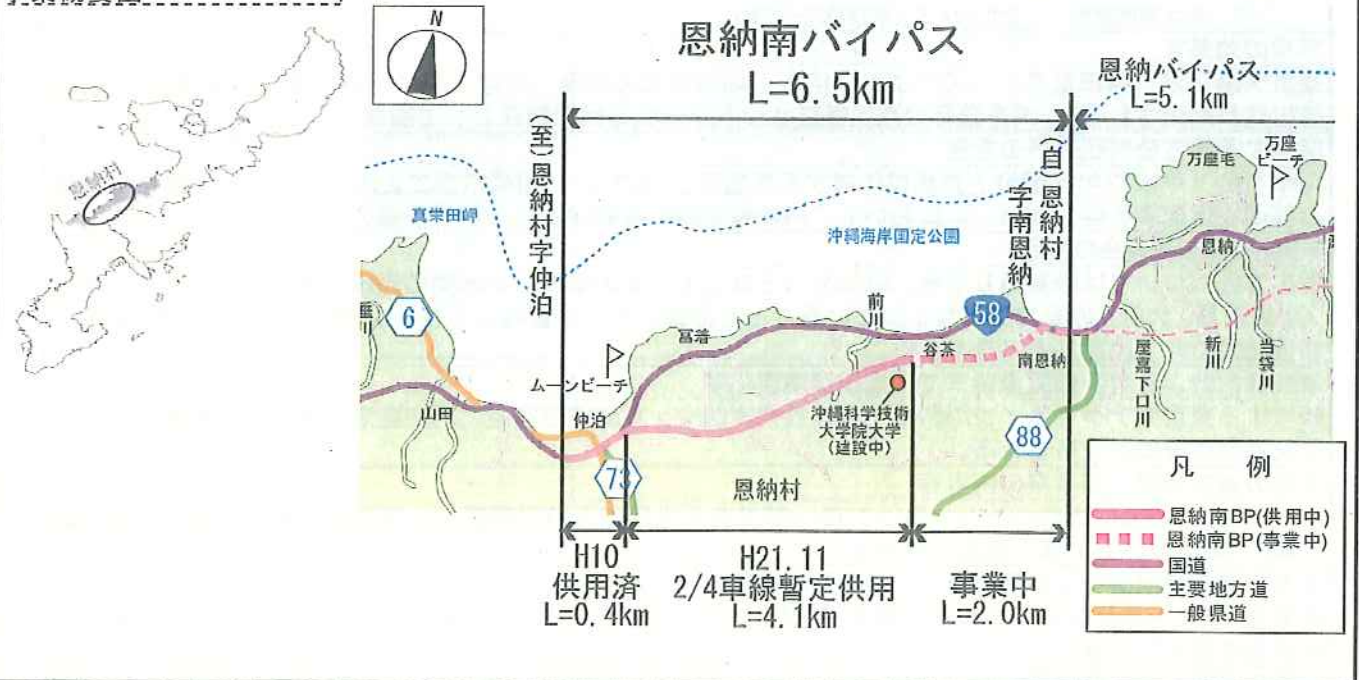 恩納村
N
恩納南バイパス
L=6.5km
恩納バイパス
L=5.1km
(至)恩納村字仲泊
(自)恩納村
字南恩納
真栄田岬
沖縄海岸国定公園
万座毛
万座
ビーチ
恩納
6
58
前川
冨着
谷茶
南恩納
ムーンビーチ
仲泊
山田
沖縄科学技術
大学院大学
(建設中)
屋嘉下口川
新川
当袋川
73
88
恩納村
H10
供用済
L=0.4km
H21.11
2/4車線暫定供用
L=4.1km
事業中
L=2.0km
凡 例
恩納南BP(供用中)
恩納南BP(事業中)
国道
主要地方道
一般県道